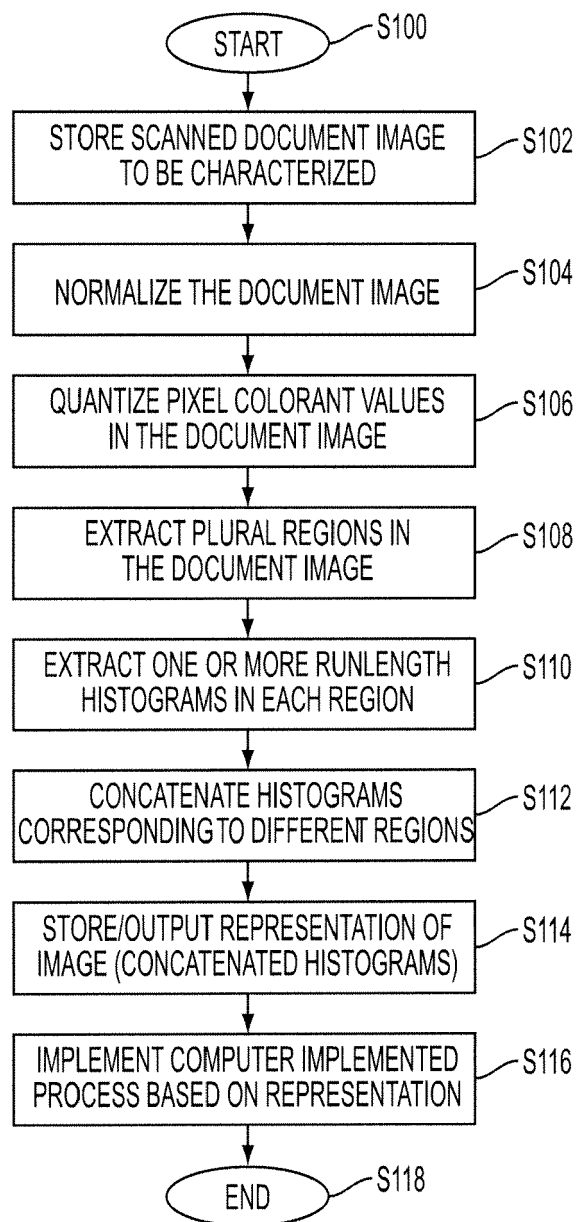 START
S100
STORE SCANNED DOCUMENT IMAGE
TO BE CHARACTERIZED
S102
NORMALIZE THE DOCUMENT IMAGE
S104
QUANTIZE PIXEL COLORANT VALUES
IN THE DOCUMENT IMAGE
S106
EXTRACT PLURAL REGIONS IN
THE DOCUMENT IMAGE
S108
EXTRACT ONE OR MORE RUNLENGTH
HISTOGRAMS IN EACH REGION
S110
CONCATENATE HISTOGRAMS
CORRESPONDING TO DIFFERENT REGIONS
S112
STORE/OUTPUT REPRESENTATION OF
IMAGE (CONCATENATED HISTOGRAMS)
S114
IMPLEMENT COMPUTER IMPLEMENTED
PROCESS BASED ON REPRESENTATION
S116
END
S118